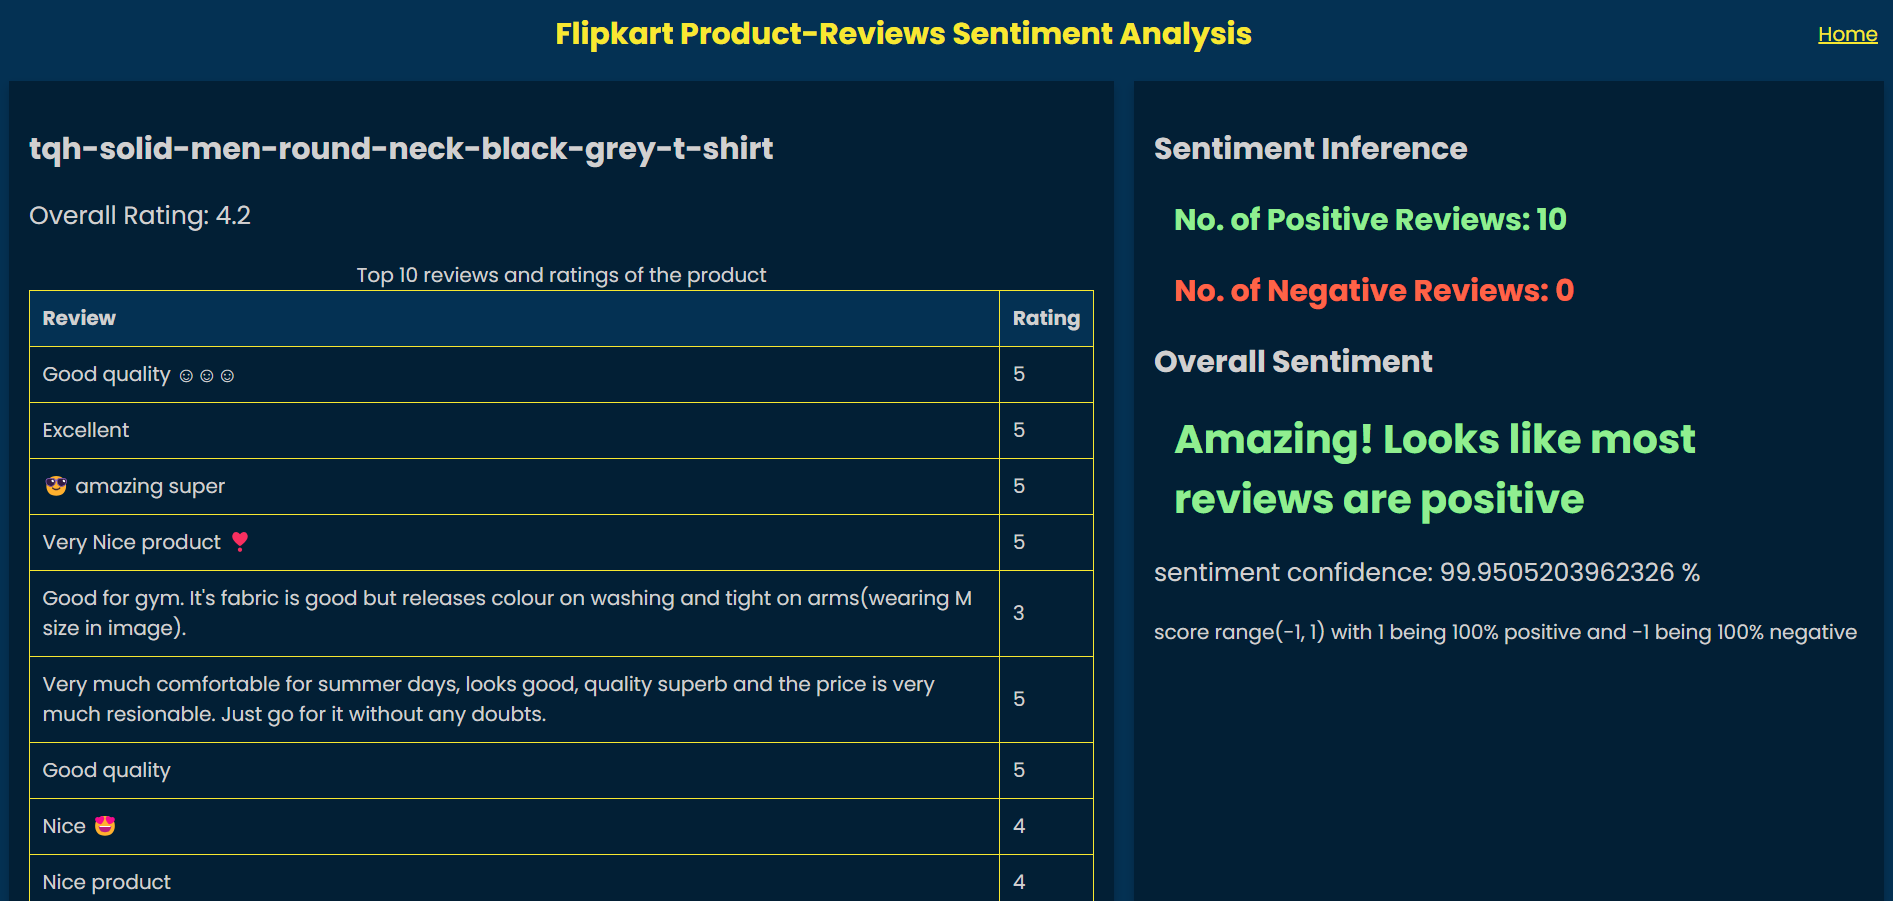 Flipkart Product-Reviews Sentiment Analysis
Home
tqh-solid-men-round-neck-black-grey-t-shirt
Overall Rating: 4.2
Top 10 reviews and ratings of the product
Review Rating
Good quality ☺☺☺ 5
Excellent 5
😎 amazing super 5
Very Nice product ❣ 5
Good for gym. It's fabric is good but releases colour on washing and tight on arms(wearing M
size in image). 3
Very much comfortable for summer days, looks good, quality superb and the price is very
much resionable. Just go for it without any doubts. 5
Good quality 5
Nice 😍 4
Nice product 4
Sentiment Inference
No. of Positive Reviews: 10
No. of Negative Reviews: 0
Overall Sentiment
Amazing! Looks like most
reviews are positive
sentiment confidence: 99.9505203962326 %
score range(-1, 1) with 1 being 100% positive and -1 being 100% negative